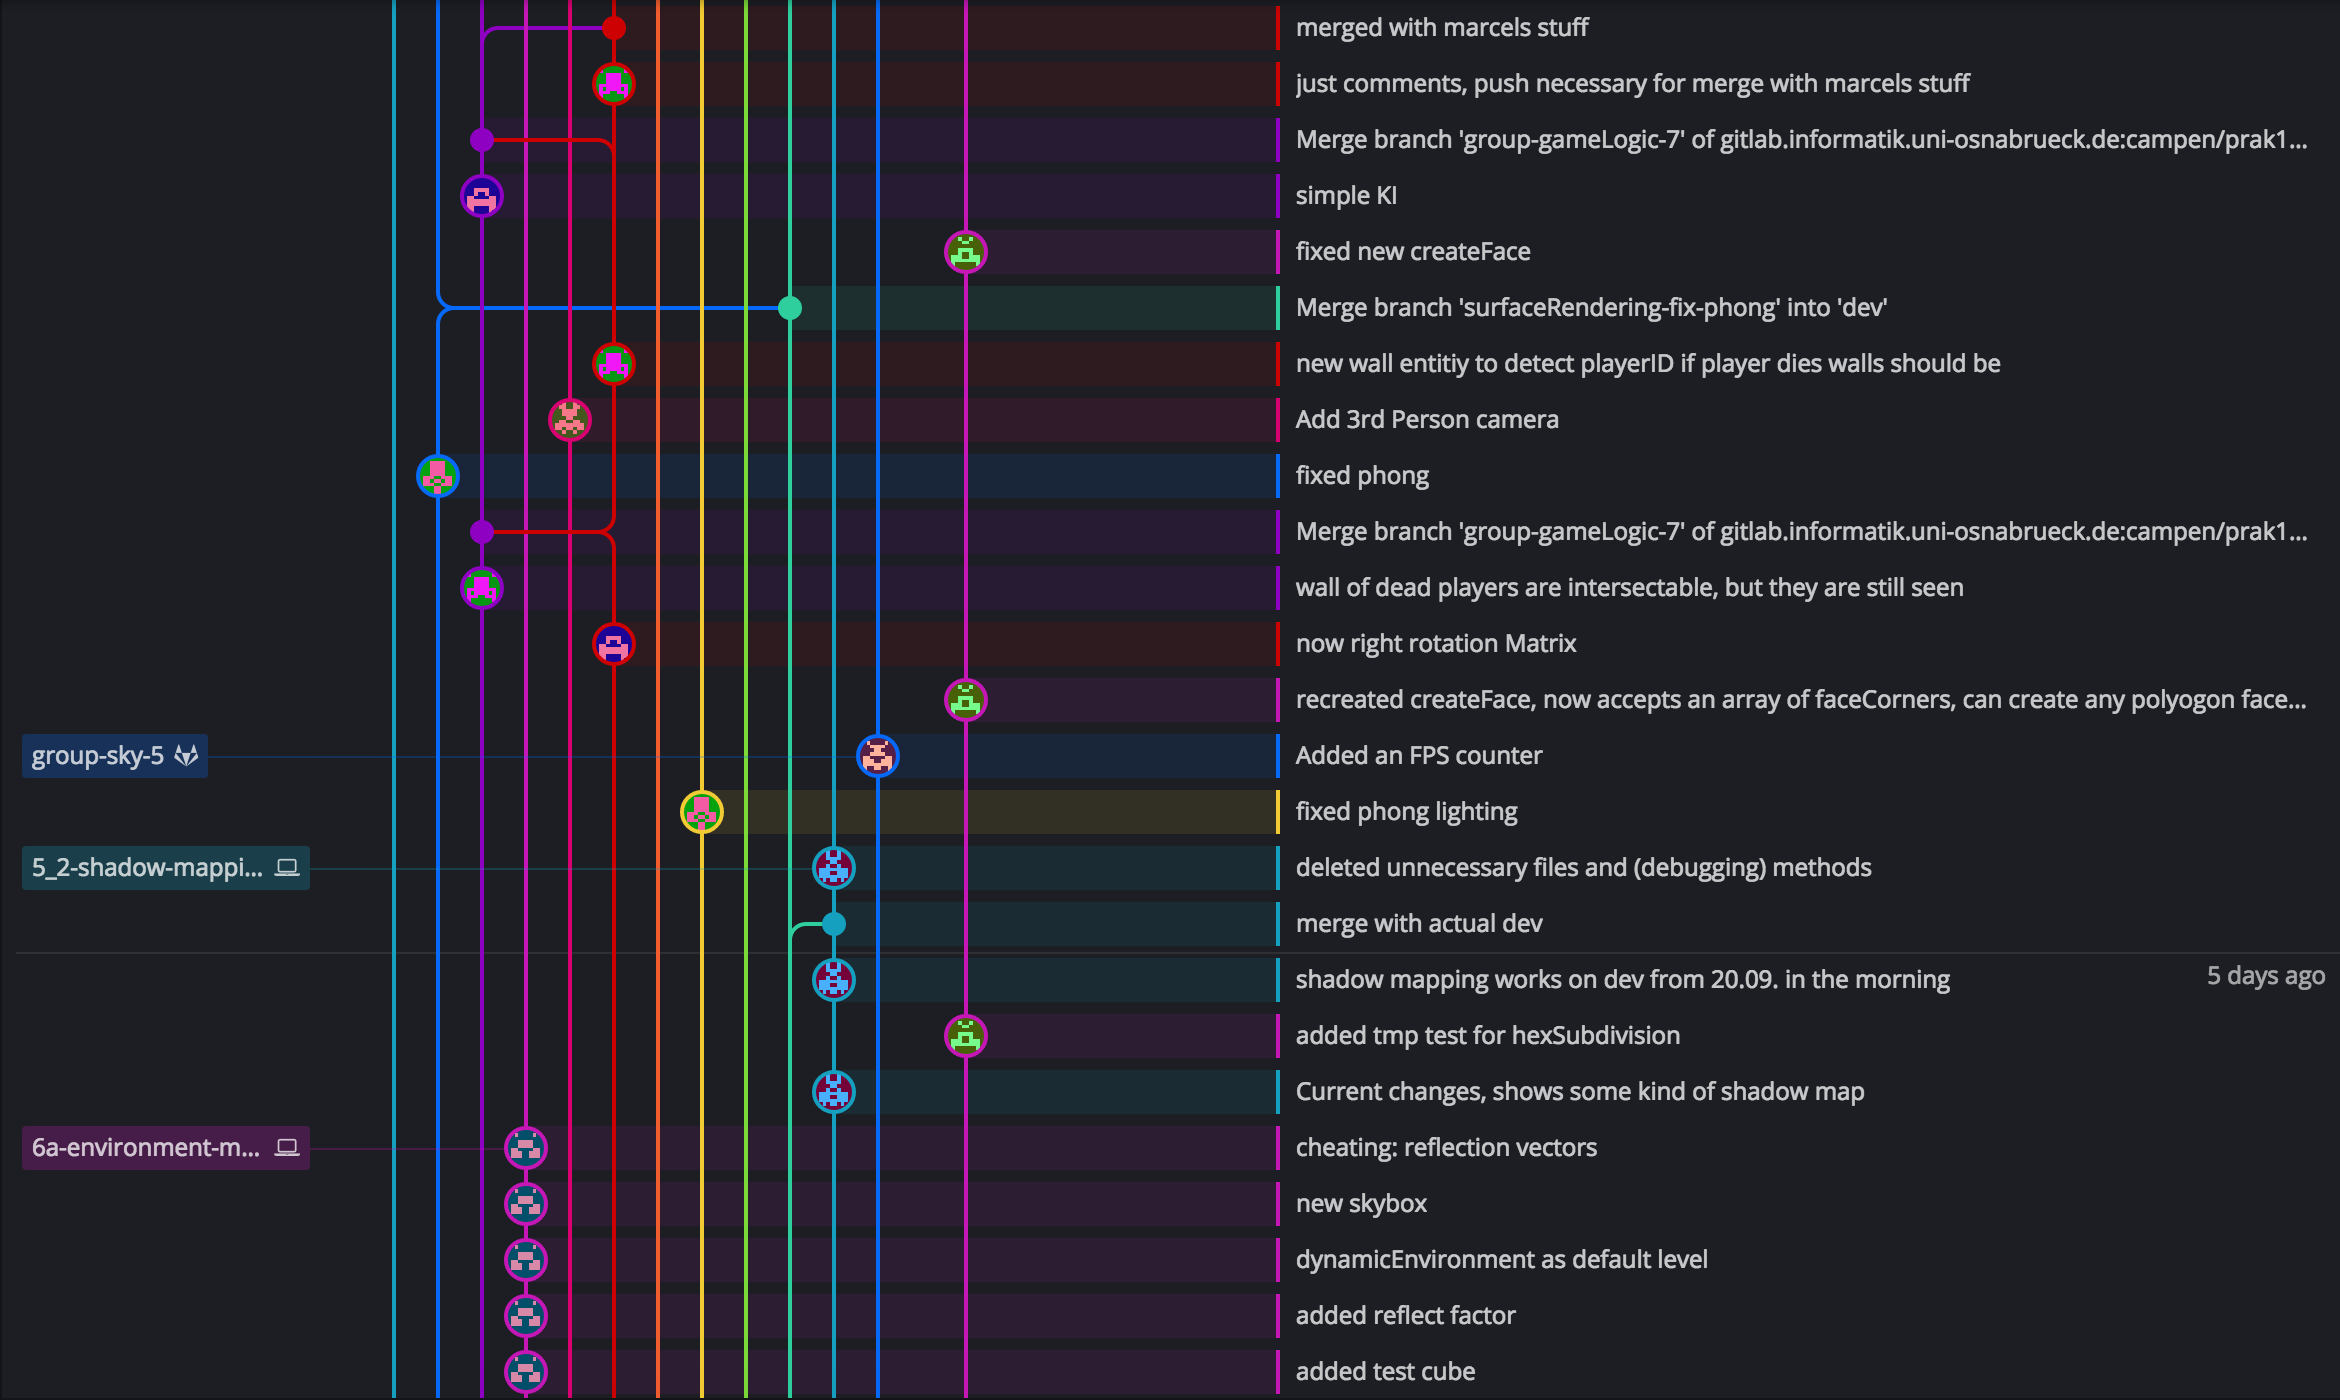 merged with marcels stuff
just comments, push necessary for merge with marcels stuff
Merge branch 'group-gameLogic-7' of gitlab.informatik.uni-osnabrueck.de:campen/prak1...
simple KI
fixed new createFace
Merge branch 'surfaceRendering-fix-phong' into 'dev'
new wall entitiy to detect playerID if player dies walls should be
Add 3rd Person camera
fixed phong
Merge branch 'group-gameLogic-7' of gitlab.informatik.uni-osnabrueck.de:campen/prak1...
wall of dead players are intersectable, but they are still seen
now right rotation Matrix
recreated createFace, now accepts an array of faceCorners, can create any polyogon face...
group-sky-5 Added an FPS counter
fixed phong lighting
5_2-shadow-mappi... deleted unnecessary files and (debugging) methods
merge with actual dev
shadow mapping works on dev from 20.09. in the morning 5 days ago
added tmp test for hexSubdivision
Current changes, shows some kind of shadow map
6a-environment-m... cheating: reflection vectors
new skybox
dynamicEnvironment as default level
added reflect factor
added test cube